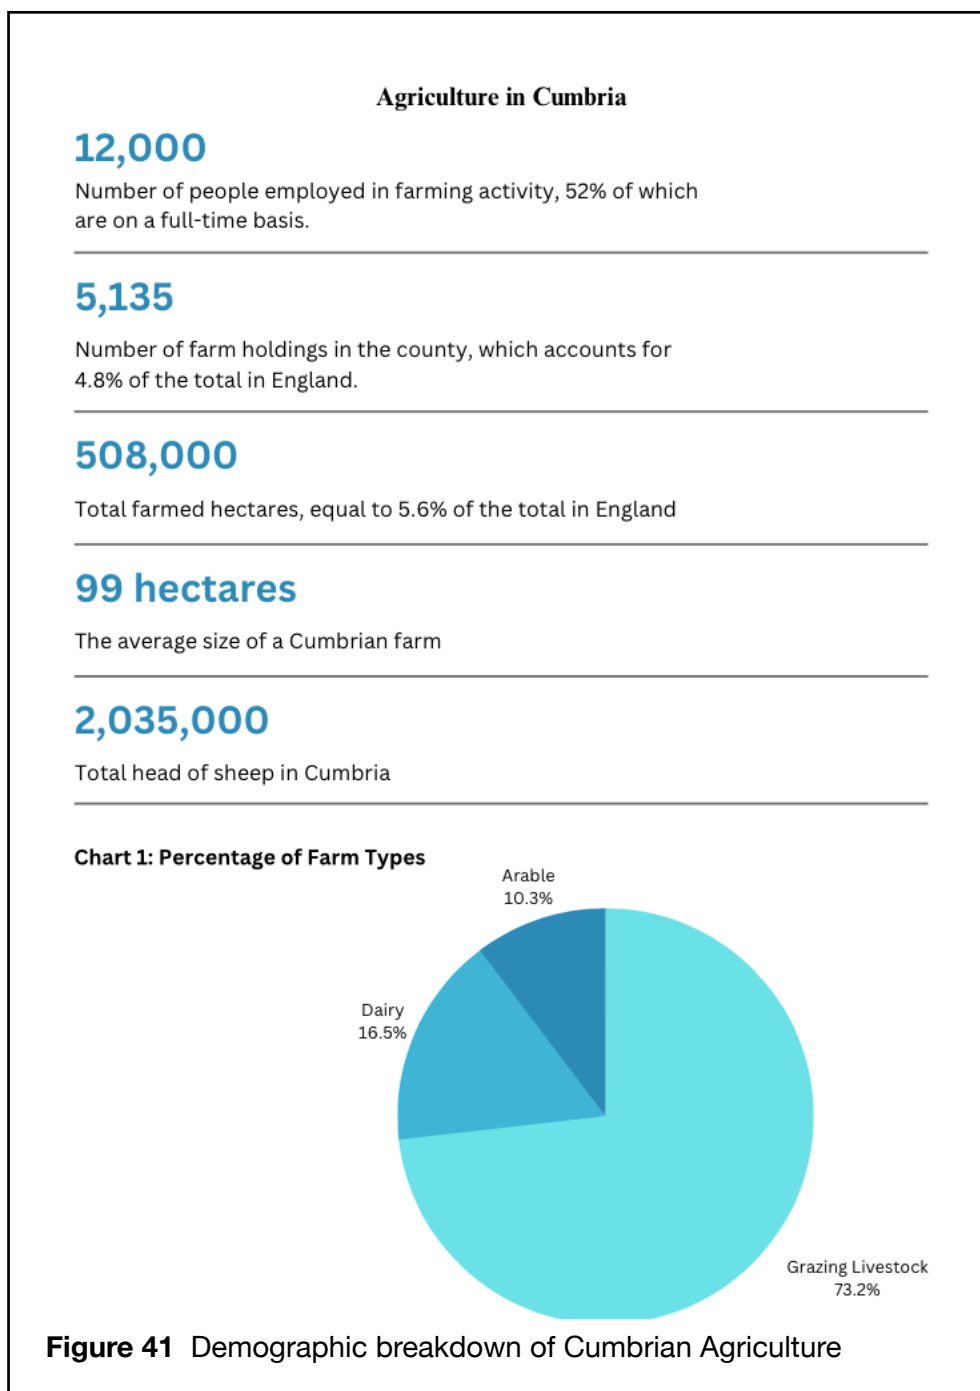 Agriculture in Cumbria
12,000
Number of people employed in farming activity, 52% of which
are on a full-time basis.
5,135
Number of farm holdings in the county, which accounts for
4.8% of the total in England.
508,000
Total farmed hectares, equal to 5.6% of the total in England
99 hectares
The average size of a Cumbrian farm
2,035,000
Total head of sheep in Cumbria
Chart 1: Percentage of Farm Types
Arable
10.3%
Dairy
16.5%
Grazing Livestock
73.2%
Figure 41 Demographic breakdown of Cumbrian Agriculture